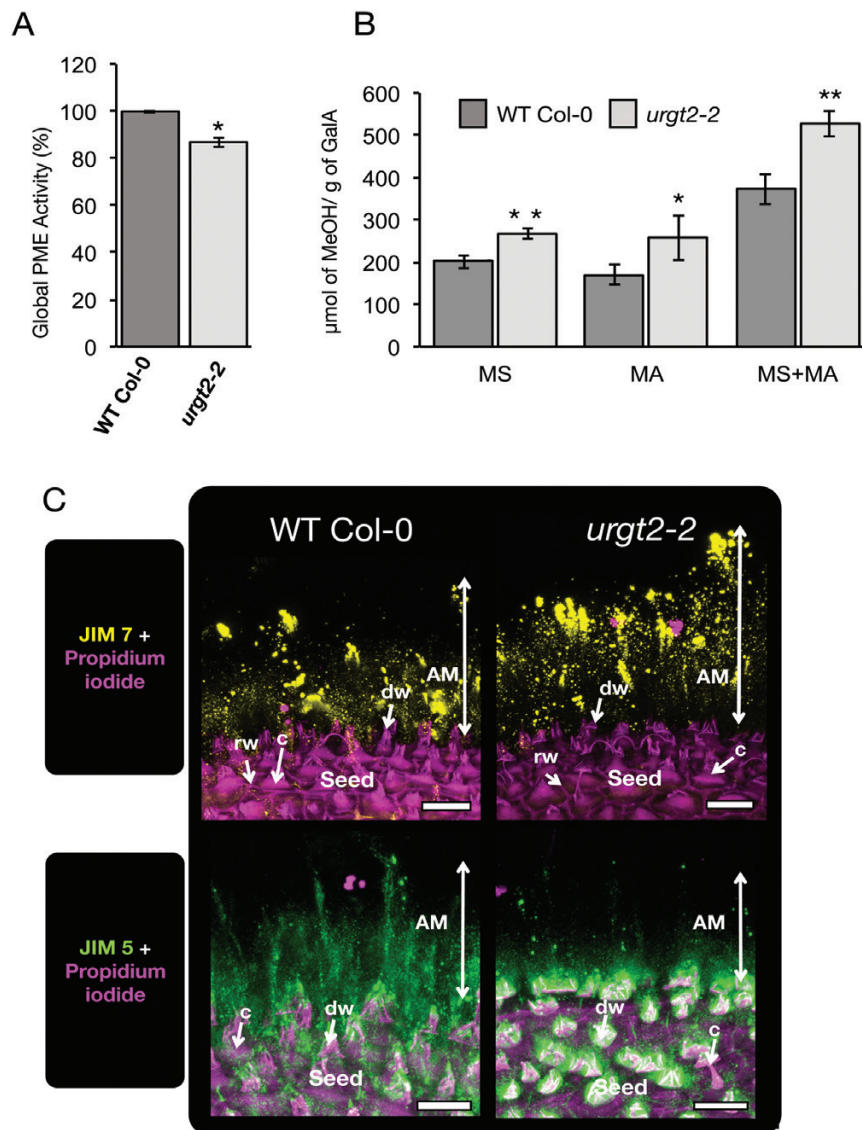 A
120
100
80
60
40
20
0
Global PME Activity (%)
*
WT Col-0
urgt2-2
B
600
500
400
300
200
100
0
µmol of MeOH/ g of GalA
WT Col-0
urgt2-2
* *
*
**
MS
MA
MS+MA
C
WT Col-0
urgt2-2
JIM 7 +
Propidium
iodide
AM
dw
rw
c
Seed
AM
dw
rw
c
Seed
JIM 5 +
Propidium
iodide
AM
c
dw
Seed
AM
dw
c
Seed